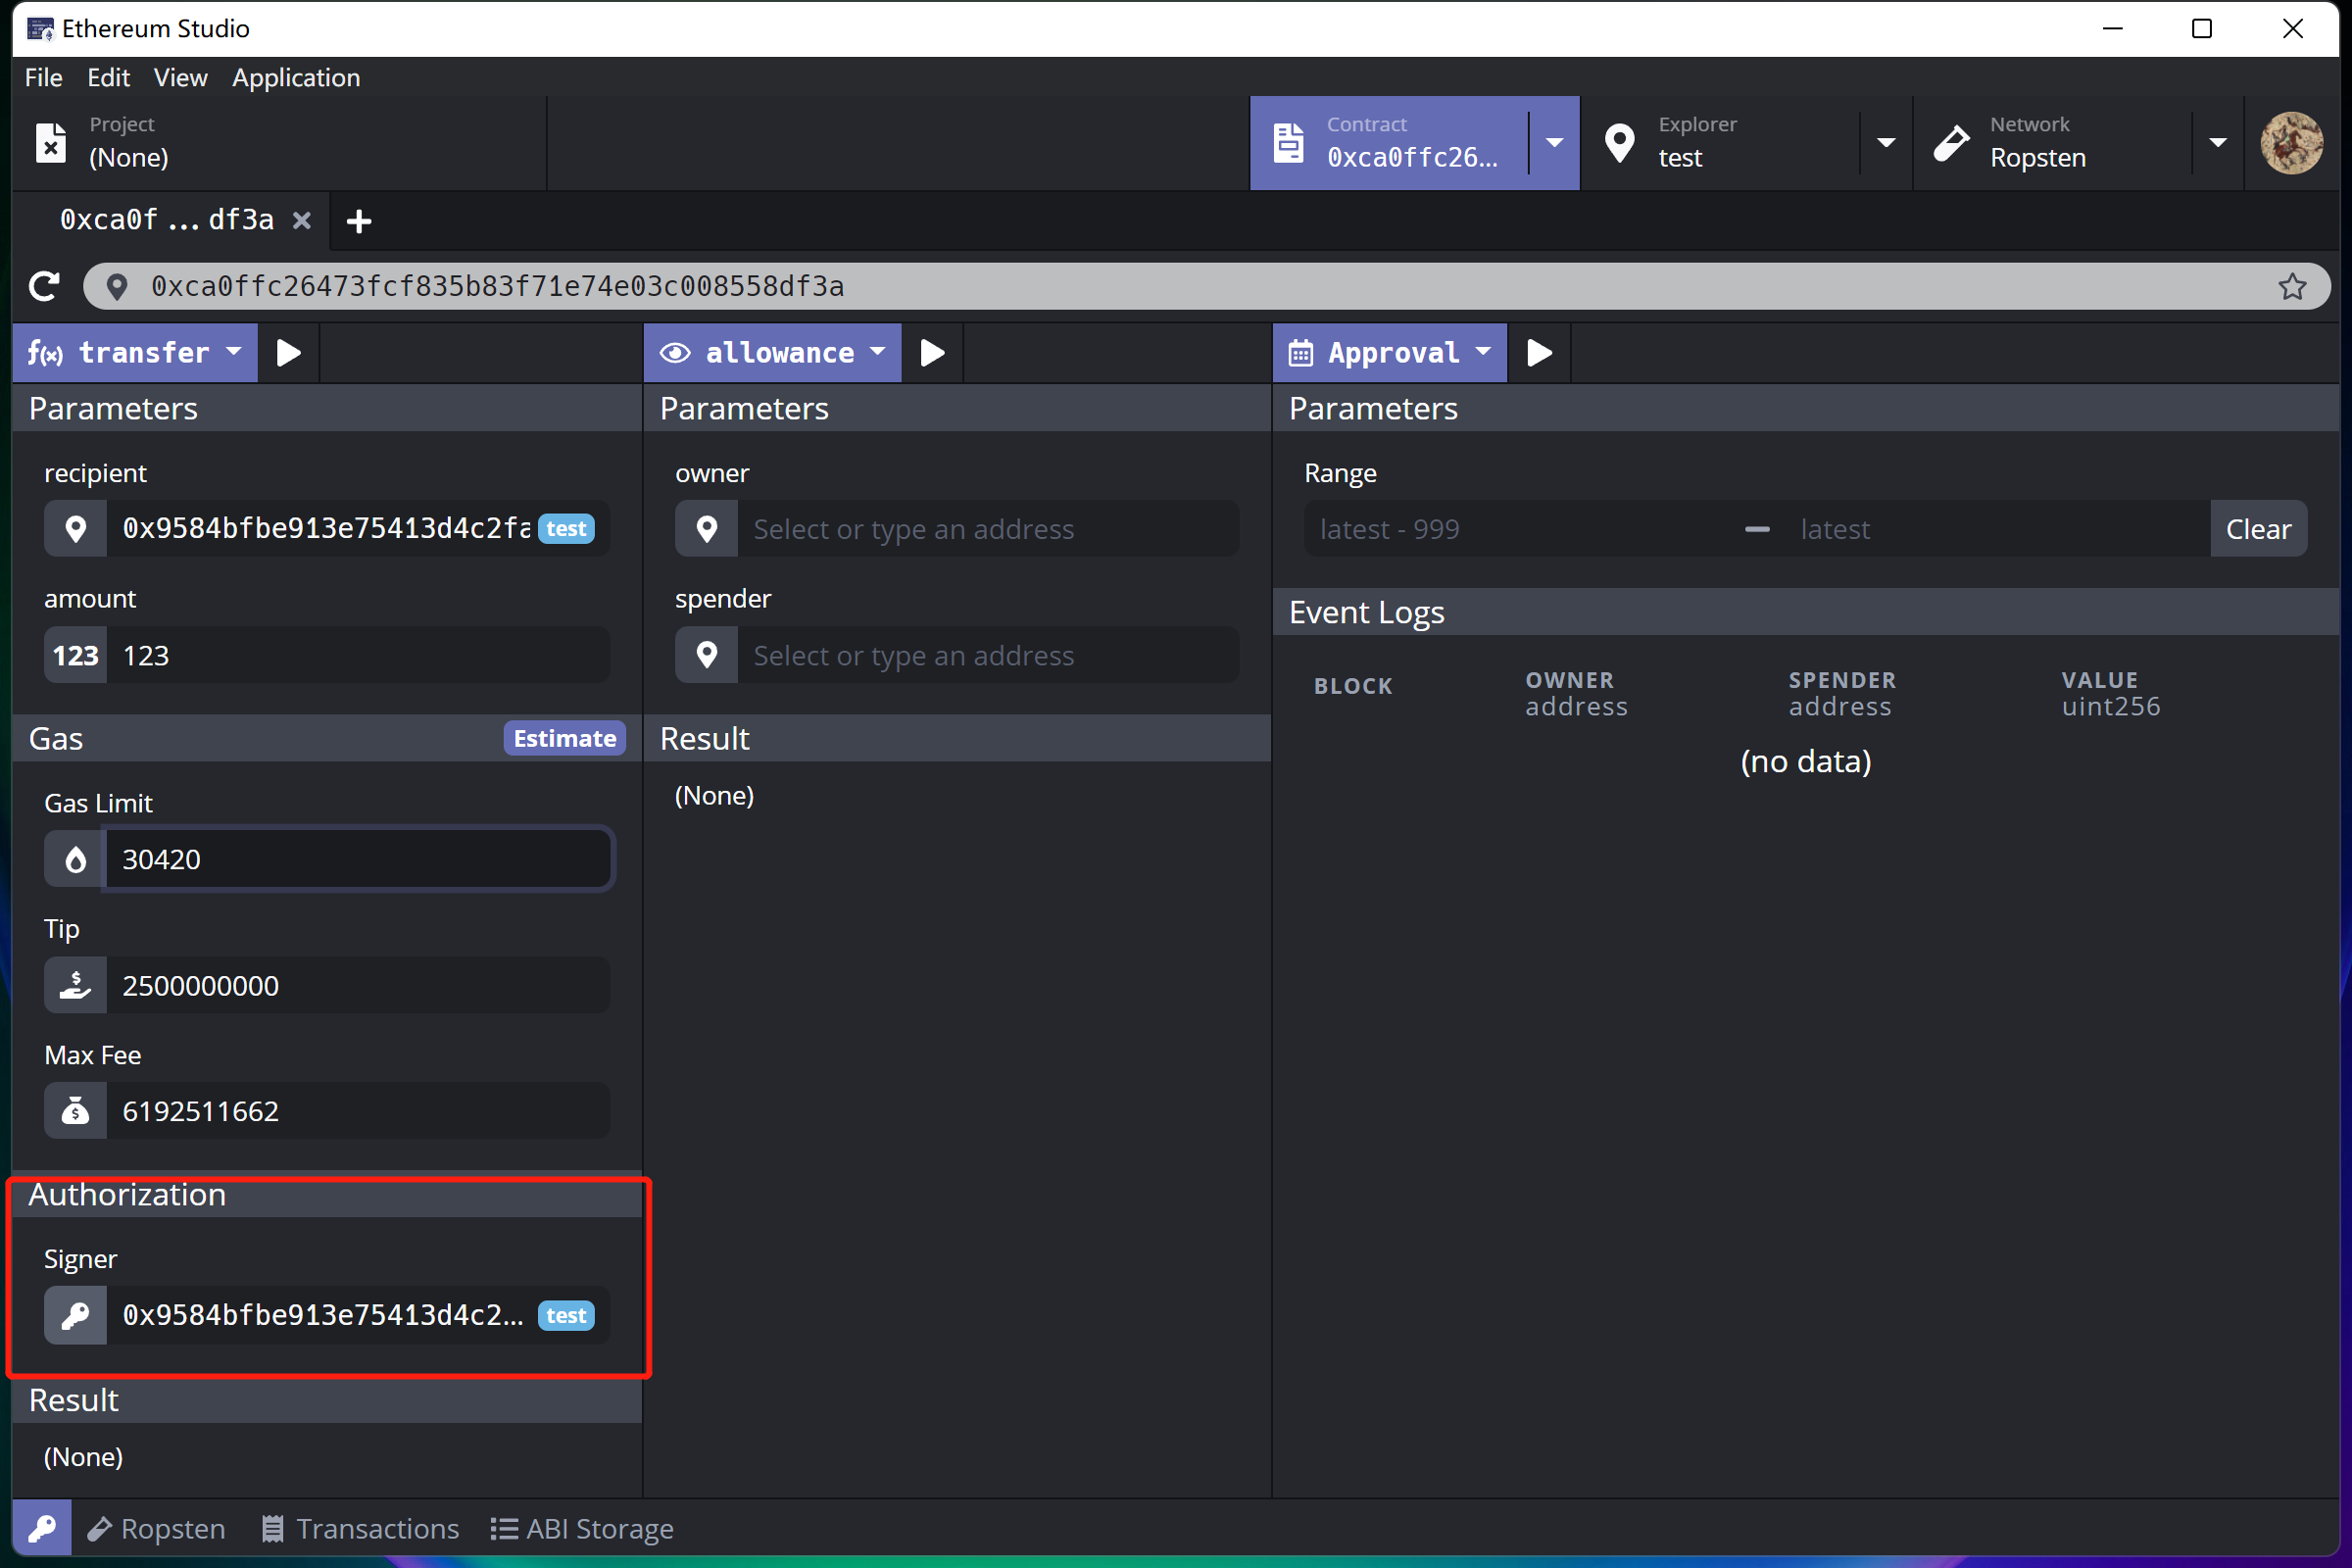 Ethereum Studio
File Edit View Application
Project
(None)
Contract
0xca0ffc26...
Explorer
test
Network
Ropsten
0xca0f ... df3a
0xca0ffc26473fcf835b83f71e74e03c008558df3a
f(x) transfer
allowance
Approval
Parameters
recipient
0x9584bfbe913e75413d4c2fa test
amount
123 123
Gas Estimate
Gas Limit
30420
Tip
2500000000
Max Fee
6192511662
Authorization
Signer
0x9584bfbe913e75413d4c2... test
Result
(None)
Parameters
owner
Select or type an address
spender
Select or type an address
Result
(None)
Parameters
Range
latest - 999 latest Clear
Event Logs
BLOCK OWNER SPENDER VALUE
address address uint256
(no data)
Ropsten Transactions ABI Storage